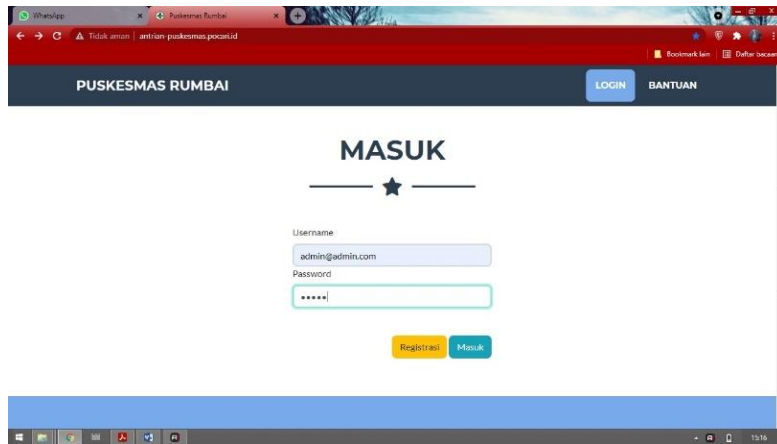 WhatsApp
Puskesmas Rumbai
Tidak aman | antrian-puskesmas.pocari.id
Bookmark lain
Daftar bacaan
PUSKESMAS RUMBAI
LOGIN
BANTUAN
MASUK
Username
admin@admin.com
Password
Registrasi
Masuk
15:16